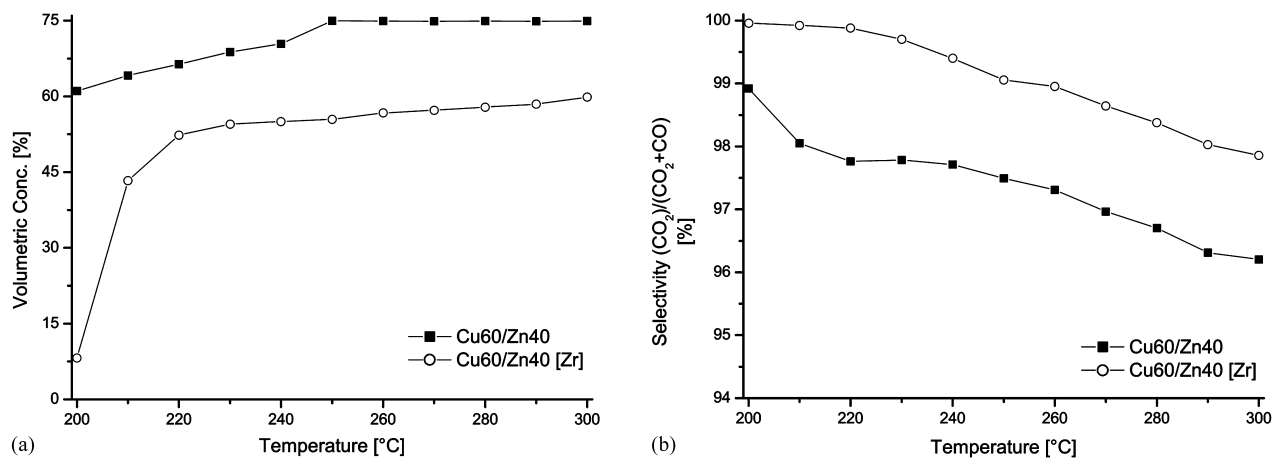 75
60
45
30
15
0
Volumetric Conc. [%]
200 220 240 260 280 300
Temperature [°C]
Cu60/Zn40
Cu60/Zn40 [Zr]
(a)
100
99
98
97
96
95
94
Selectivity (CO2)/(CO2+CO)
[%]
200 220 240 260 280 300
Temperature [°C]
Cu60/Zn40
Cu60/Zn40 [Zr]
(b)